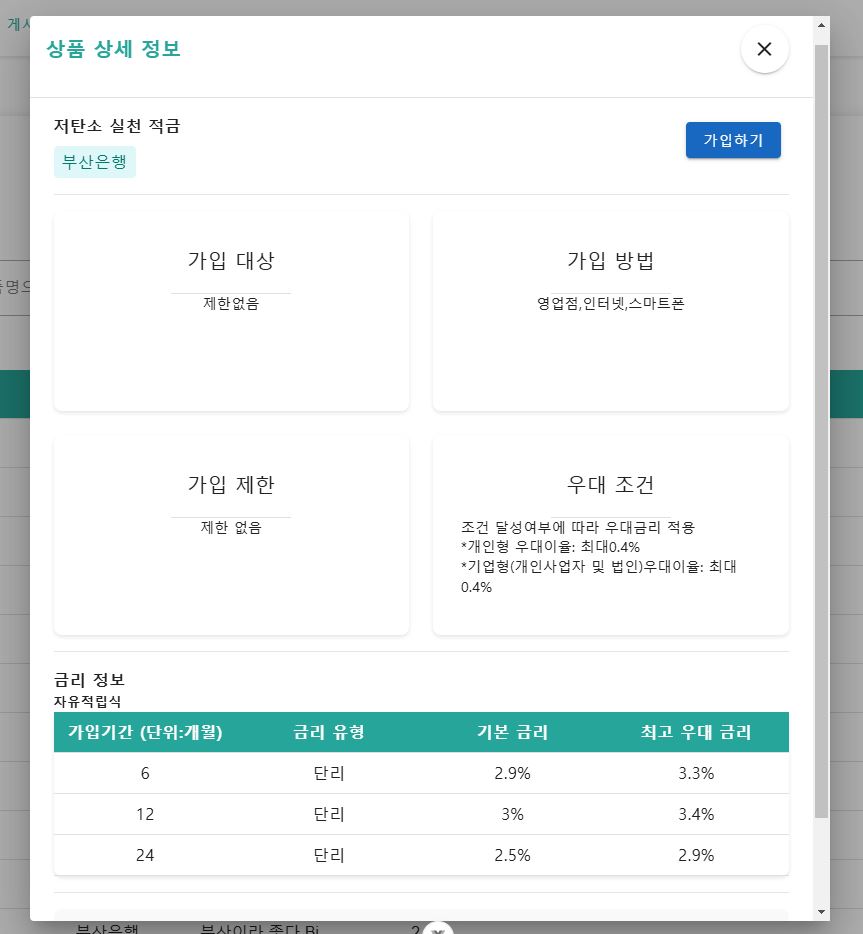 게시
상품 상세 정보
저탄소 실천 적금
가입하기
부산은행
가입 대상
제한없음
가입 방법
영업점,인터넷,스마트폰
가입 제한
제한 없음
우대 조건
조건 달성여부에 따라 우대금리 적용
*개인형 우대이율: 최대0.4%
*기업형(개인사업자 및 법인)우대이율: 최대
0.4%
금리 정보
자유적립식
가입기간 (단위:개월) 금리 유형 기본 금리 최고 우대 금리
6 단리 2.9% 3.3%
12 단리 3% 3.4%
24 단리 2.5% 2.9%
부산은행 부산이라 좋다 Bi 2